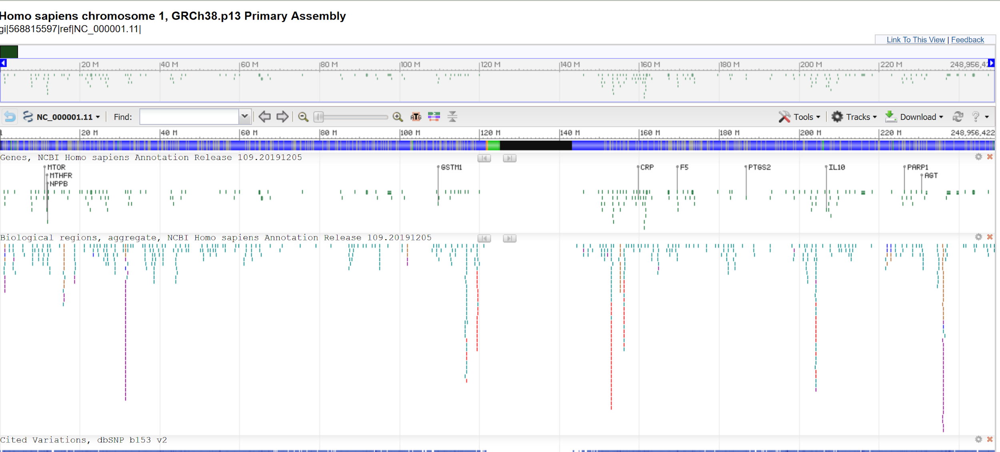 Homo sapiens chromosome 1, GRCh38.p13 Primary Assembly
gi|568815597|ref|NC_000001.11|
Link To This View | Feedback
20 M 40 M 60 M 80 M 100 M 120 M 140 M 160 M 180 M 200 M 220 M 248,956,42
NC_000001.11 Find: ATG Tools Tracks Download ?
1 20 M 40 M 60 M 80 M 100 M 120 M 140 M 160 M 180 M 200 M 220 M 248,956,422
Genes, NCBI Homo sapiens Annotation Release 109.20191205
MTOR GSTM1 CRP F5 PTGS2 IL10 PARP1
MTHFR AGT
NPPB
Biological regions, aggregate, NCBI Homo sapiens Annotation Release 109.20191205
Cited Variations, dbSNP b153 v2